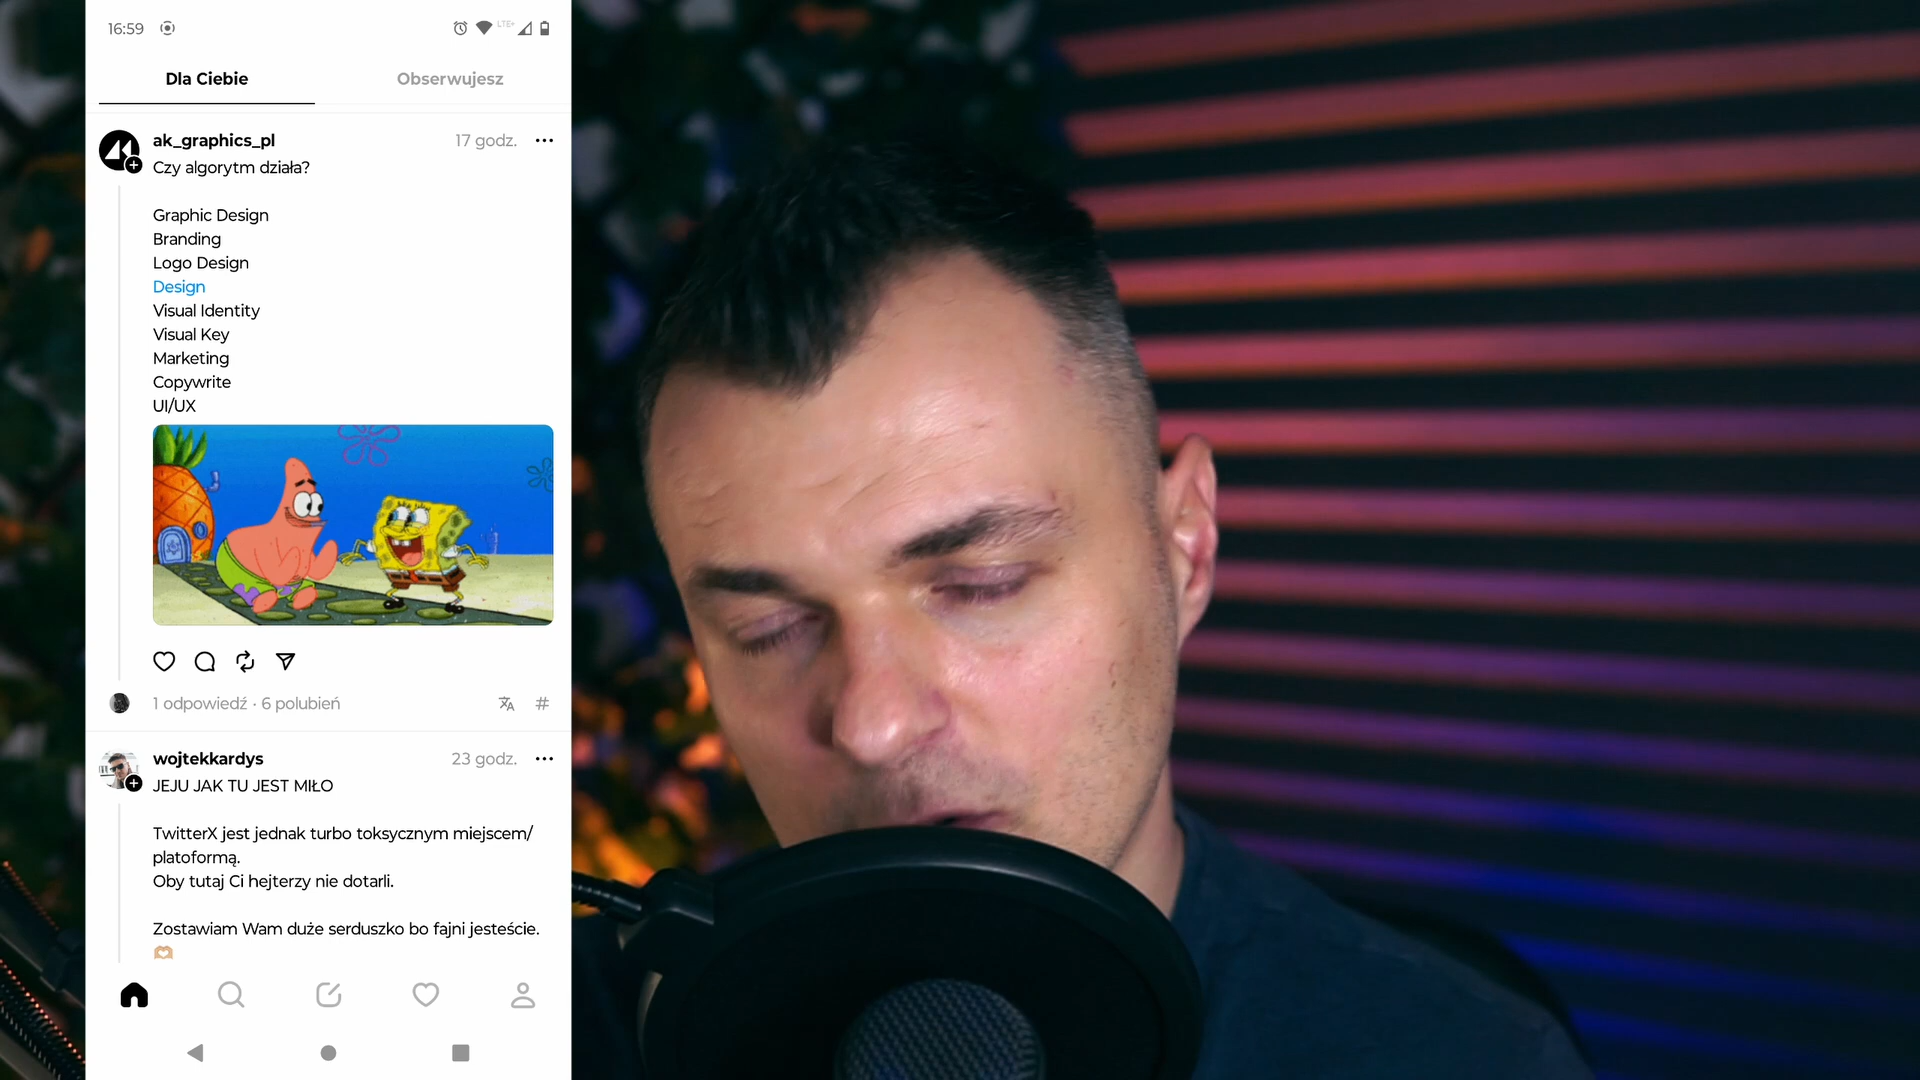 16:59
LTE+
Dla Ciebie
Obserwujesz
ak_graphics_pl
17 godz.
Czy algorytm działa?
Graphic Design
Branding
Logo Design
Design
Visual Identity
Visual Key
Marketing
Copywrite
UI/UX
1 odpowiedź · 6 polubień
wojtekkardys
23 godz.
JEJU JAK TU JEST MIŁO
TwitterX jest jednak turbo toksycznym miejscem/
platoformą.
Oby tutaj Ci hejterzy nie dotarli.
Zostawiam Wam duże serduszko bo fajni jesteście.
🫶🏼